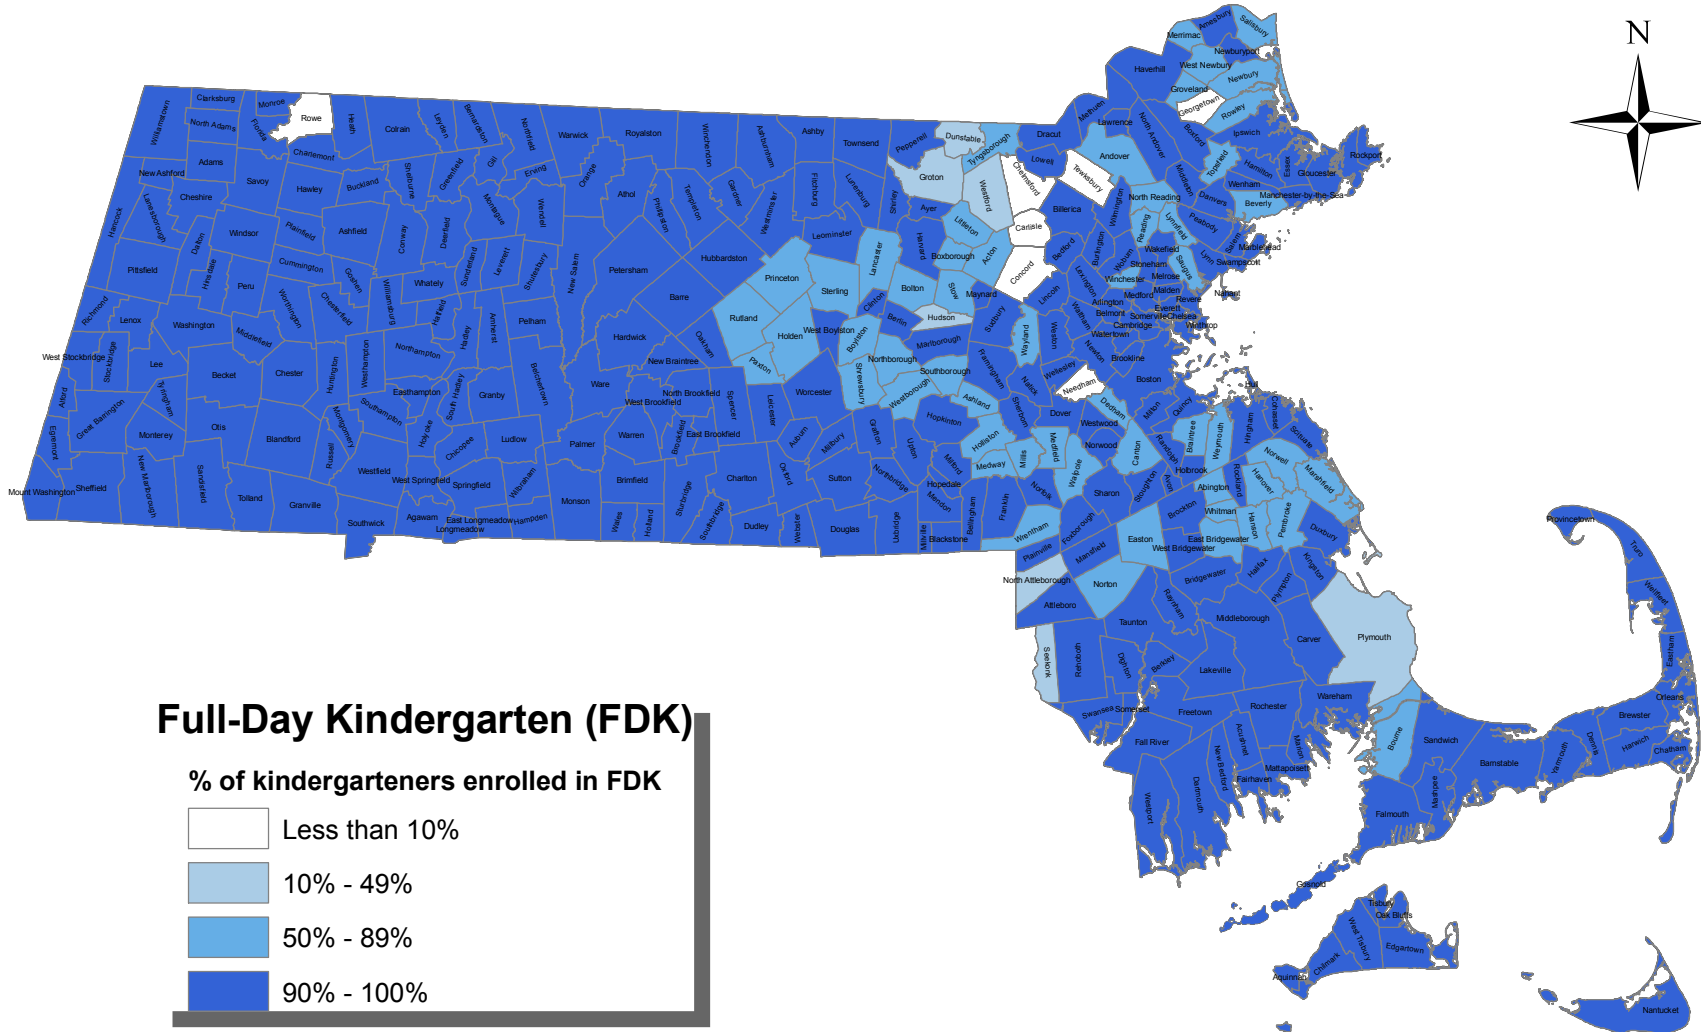 N
Salisbury
Amesbury
Merrimac
Newburyport
West Newbury
Haverhill
Newbury
Groveland
Georgetown
Rowley
Methuen
Lawrence
North Andover
Boxford
Ipswich
Rockport
Clarksburg
Monroe
Rowe
Williamstown
North Adams
Florida
Heath
Colrain
Leyden
Bernardston
Northfield
Warwick
Royalston
Winchendon
Ashburnham
Ashby
Townsend
Pepperell
Dunstable
Tyngsborough
Dracut
Lowell
Andover
Topsfield
Hamilton
Essex
Gloucester
Adams
Charlemont
Shelburne
Greenfield
Gill
Erving
Orange
Groton
Westford
Chelmsford
Tewksbury
Middleton
Wenham
Danvers
Manchester-by-the-Sea
Beverly
New Ashford
Savoy
Hawley
Buckland
Cheshire
Lanesborough
Hancock
Montague
Wendell
Athol
Phillipston
Templeton
Gardner
Westminster
Fitchburg
Lunenburg
Shirley
Ayer
Littleton
Carlisle
Billerica
Wilmington
North Reading
Reading
Lynnfield
Peabody
Salem
Marblehead
Dalton
Windsor
Plainfield
Ashfield
Conway
Deerfield
Sunderland
Leverett
Shutesbury
New Salem
Petersham
Hubbardston
Princeton
Leominster
Lancaster
Harvard
Boxborough
Acton
Concord
Bedford
Burlington
Woburn
Wakefield
Stoneham
Saugus
Lynn
Swampscott
Nahant
Pittsfield
Hinsdale
Peru
Cummington
Goshen
Worthington
Chesterfield
Williamsburg
Whately
Hatfield
Barre
Sterling
Bolton
Stow
Maynard
Lincoln
Lexington
Winchester
Melrose
Medford
Malden
Arlington
Revere
Everett
Belmont
Somerville
Chelsea
Cambridge
Winthrop
Watertown
Waltham
Richmond
Lenox
Washington
Middlefield
Hadley
Amherst
Pelham
Rutland
Holden
West Boylston
Clinton
Berlin
Hudson
Sudbury
Wayland
Weston
Newton
Brookline
Boston
West Stockbridge
Stockbridge
Lee
Becket
Chester
Huntington
Westhampton
Northampton
Hardwick
Oakham
New Braintree
Paxton
Boylston
Northborough
Marlborough
Southborough
Framingham
Natick
Wellesley
Needham
Alford
Tyringham
Great Barrington
Egremont
Monterey
Otis
Blandford
Montgomery
Southampton
Easthampton
Holyoke
South Hadley
Granby
Belchertown
Ware
West Brookfield
North Brookfield
Spencer
Leicester
Worcester
Shrewsbury
Westborough
Ashland
Hopkinton
Sherborn
Dover
Dedham
Milton
Quincy
Hull
Westwood
Norwood
Canton
Randolph
Braintree
Weymouth
Hingham
Cohasset
Scituate
Mount Washington
Sheffield
New Marlborough
Sandisfield
Tolland
Granville
Russell
Westfield
West Springfield
Chicopee
Springfield
Ludlow
Wilbraham
Palmer
Warren
Brookfield
East Brookfield
Auburn
Millbury
Grafton
Upton
Holliston
Medway
Millis
Medfield
Walpole
Holbrook
Norwell
Rockland
Hanover
Marshfield
Southwick
Agawam
East Longmeadow
Longmeadow
Hampden
Monson
Brimfield
Wales
Holland
Sturbridge
Southbridge
Charlton
Oxford
Dudley
Webster
Sutton
Northbridge
Douglas
Uxbridge
Milford
Hopedale
Mendon
Millville
Blackstone
Bellingham
Franklin
Norfolk
Wrentham
Sharon
Stoughton
Avon
Abington
Brockton
Whitman
Hanson
Pembroke
Duxbury
Foxborough
Easton
Plainville
Mansfield
West Bridgewater
East Bridgewater
North Attleborough
Norton
Bridgewater
Halifax
Kingston
Plympton
Attleboro
Raynham
Taunton
Middleborough
Carver
Plymouth
Seekonk
Rehoboth
Dighton
Berkley
Lakeville
Provincetown
Truro
Wellfleet
Eastham
Orleans
Swansea
Somerset
Freetown
Rochester
Wareham
Bourne
Sandwich
Brewster
Harwich
Chatham
Fall River
Acushnet
New Bedford
Marion
Mattapoisett
Fairhaven
Dartmouth
Westport
Barnstable
Yarmouth
Dennis
Mashpee
Falmouth
Gosnold
Tisbury
Oak Bluffs
West Tisbury
Edgartown
Chilmark
Aquinnah
Nantucket
Full-Day Kindergarten (FDK)
% of kindergarteners enrolled in FDK
Less than 10%
10% - 49%
50% - 89%
90% - 100%